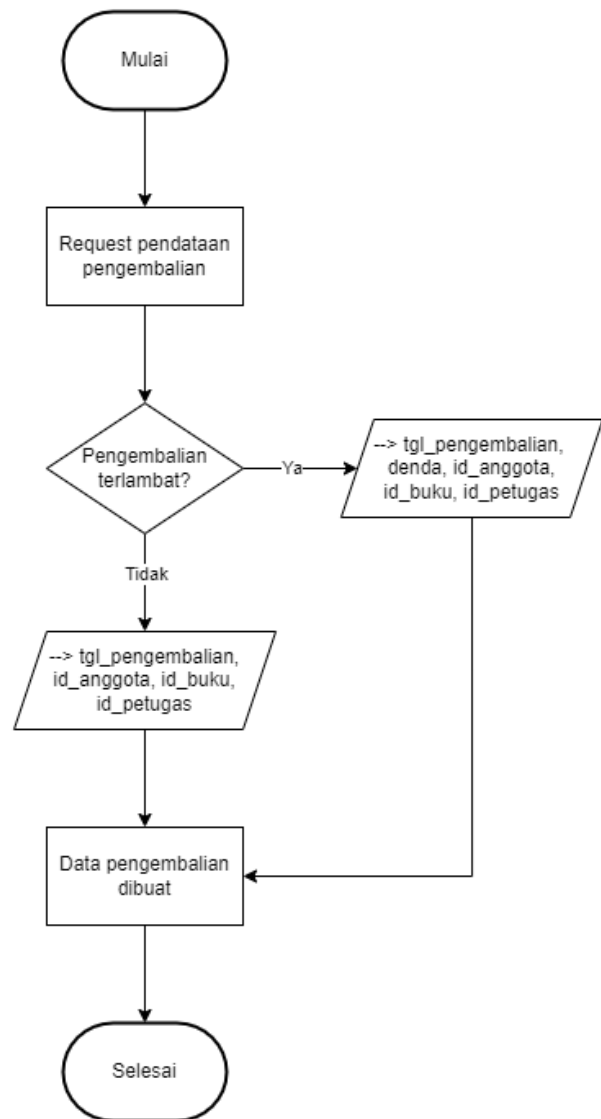 Mulai
Request pendataan
pengembalian
Pengembalian
terlambat?
Ya
--> tgl_pengembalian,
denda, id_anggota,
id_buku, id_petugas
Tidak
--> tgl_pengembalian,
id_anggota, id_buku,
id_petugas
Data pengembalian
dibuat
Selesai